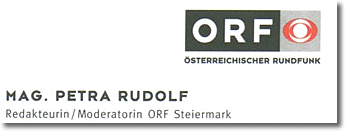 ORF
ÖSTERREICHISCHER RUNDFUNK
MAG. PETRA RUDOLF
Redakteurin/Moderatorin ORF Steiermark